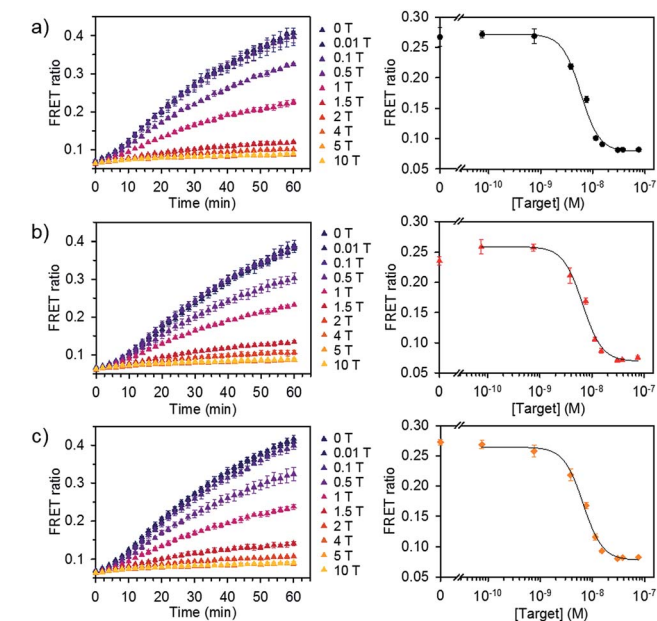 a)
FRET ratio
0.4
0.3
0.2
0.1
0 10 20 30 40 50 60
Time (min)
0 T
0.01 T
0.1 T
0.5 T
1 T
1.5 T
2 T
4 T
5 T
10 T
FRET ratio
0.30
0.25
0.20
0.15
0.10
0.05
0 10⁻¹⁰ 10⁻⁹ 10⁻⁸ 10⁻⁷
[Target] (M)
b)
FRET ratio
0.4
0.3
0.2
0.1
0 10 20 30 40 50 60
Time (min)
0 T
0.01 T
0.1 T
0.5 T
1 T
1.5 T
2 T
4 T
5 T
10 T
FRET ratio
0.30
0.25
0.20
0.15
0.10
0.05
0 10⁻¹⁰ 10⁻⁹ 10⁻⁸ 10⁻⁷
[Target] (M)
c)
FRET ratio
0.4
0.3
0.2
0.1
0 10 20 30 40 50 60
Time (min)
0 T
0.01 T
0.1 T
0.5 T
1 T
1.5 T
2 T
4 T
5 T
10 T
FRET ratio
0.30
0.25
0.20
0.15
0.10
0.05
0 10⁻¹⁰ 10⁻⁹ 10⁻⁸ 10⁻⁷
[Target] (M)